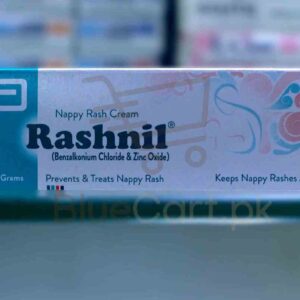 Nappy Rash Cream
Rashnil®
(Benzalkonium Chloride & Zinc Oxide)
Grams
Prevents & Treats Nappy Rash
Keeps Nappy Rashes
BlueCart.pk